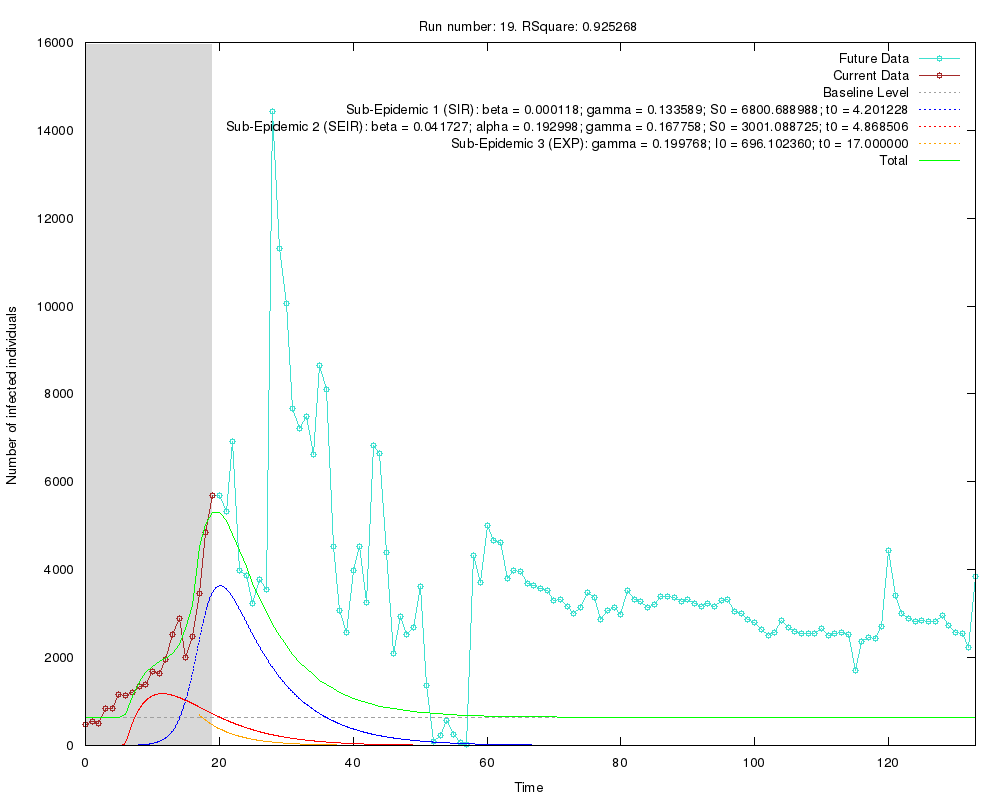 Run number: 19. RSquare: 0.925268
Number of infected individuals
16000
14000
12000
10000
8000
6000
4000
2000
0
Future Data
Current Data
Baseline Level
Sub-Epidemic 1 (SIR): beta = 0.000118; gamma = 0.133589; S0 = 6800.688988; t0 = 4.201228
Sub-Epidemic 2 (SEIR): beta = 0.041727; alpha = 0.192998; gamma = 0.167758; S0 = 3001.088725; t0 = 4.868506
Sub-Epidemic 3 (EXP): gamma = 0.199768; I0 = 696.102360; t0 = 17.000000
Total
0 20 40 60 80 100 120
Time